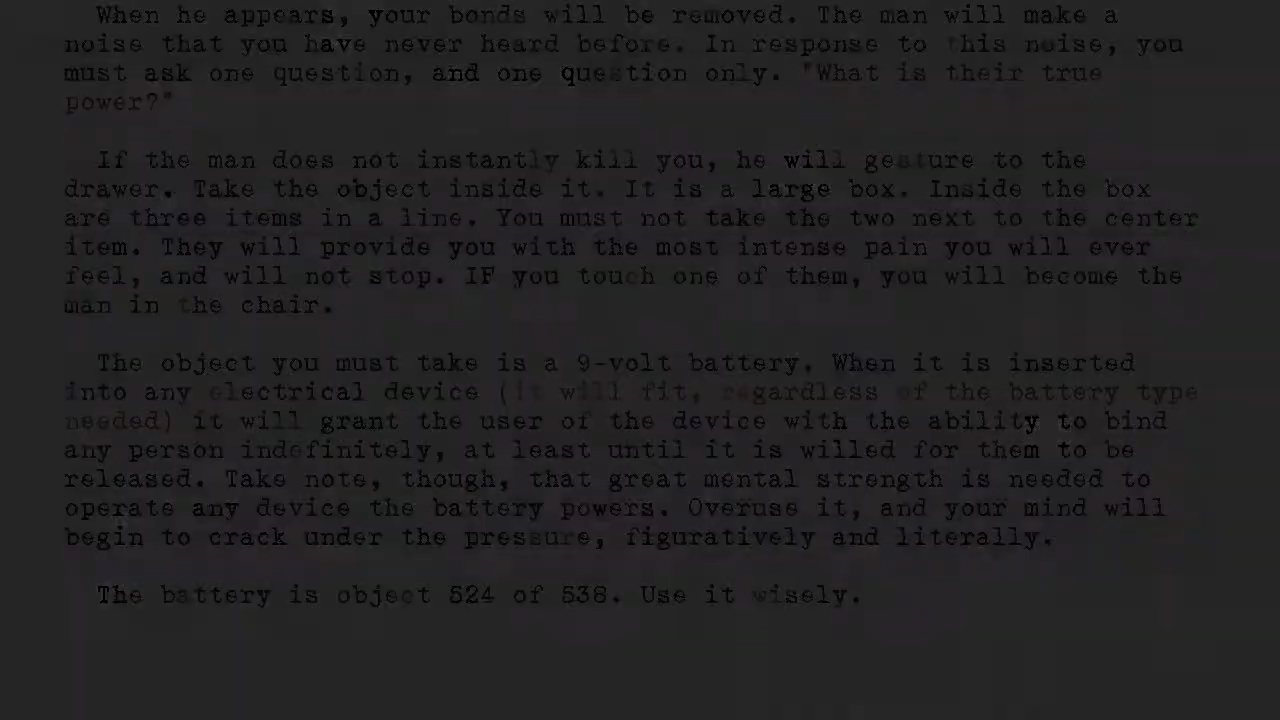 When he appears, your bonds will be removed. The man will make a
noise that you have never heard before. In response to this noise, you
must ask one question, and one question only. "What is their true
power?"
If the man does not instantly kill you, he will gesture to the
drawer. Take the object inside it. It is a large box. Inside the box
are three items in a line. You must not take the two next to the center
item. They will provide you with the most intense pain you will ever
feel, and will not stop. IF you touch one of them, you will become the
man in the chair.
The object you must take is a 9-volt battery. When it is inserted
into any electrical device (it will fit, regardless of the battery type
needed) it will grant the user of the device with the ability to bind
any person indefinitely, at least until it is willed for them to be
released. Take note, though, that great mental strength is needed to
operate any device the battery powers. Overuse it, and your mind will
begin to crack under the pressure, figuratively and literally.
The battery is object 524 of 538. Use it wisely.